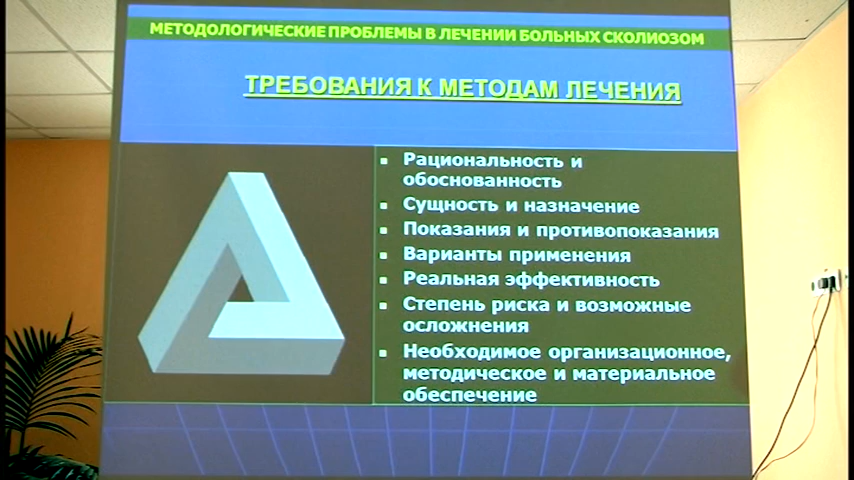 МЕТОДОЛОГИЧЕСКИЕ ПРОБЛЕМЫ В ЛЕЧЕНИИ БОЛЬНЫХ СКОЛИОЗОМ
ТРЕБОВАНИЯ К МЕТОДАМ ЛЕЧЕНИЯ
Рациональность и
обоснованность
Сущность и назначение
Показания и противопоказания
Варианты применения
Реальная эффективность
Степень риска и возможные
осложнения
Необходимое организационное,
методическое и материальное
обеспечение